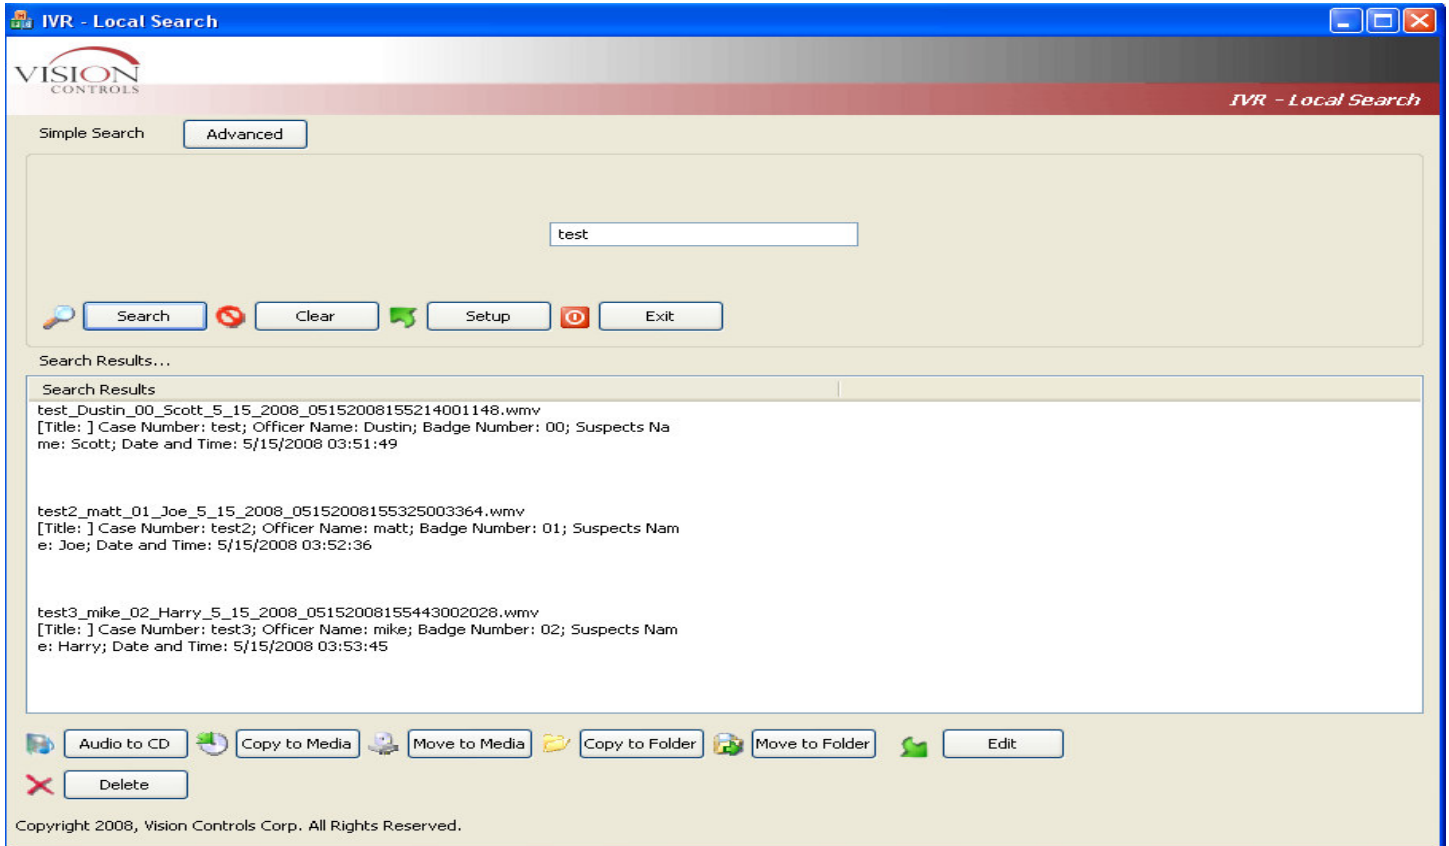 IVR - Local Search
VISION
CONTROLS
IVR - Local Search
Simple Search Advanced
test
Search Clear Setup Exit
Search Results...
Search Results
test_Dustin_00_Scott_5_15_2008_05152008155214001148.wmv
[Title: ] Case Number: test; Officer Name: Dustin; Badge Number: 00; Suspects Na
me: Scott; Date and Time: 5/15/2008 03:51:49
test2_matt_01_Joe_5_15_2008_05152008155325003364.wmv
[Title: ] Case Number: test2; Officer Name: matt; Badge Number: 01; Suspects Nam
e: Joe; Date and Time: 5/15/2008 03:52:36
test3_mike_02_Harry_5_15_2008_05152008155443002028.wmv
[Title: ] Case Number: test3; Officer Name: mike; Badge Number: 02; Suspects Nam
e: Harry; Date and Time: 5/15/2008 03:53:45
Audio to CD Copy to Media Move to Media Copy to Folder Move to Folder Edit
Delete
Copyright 2008, Vision Controls Corp. All Rights Reserved.